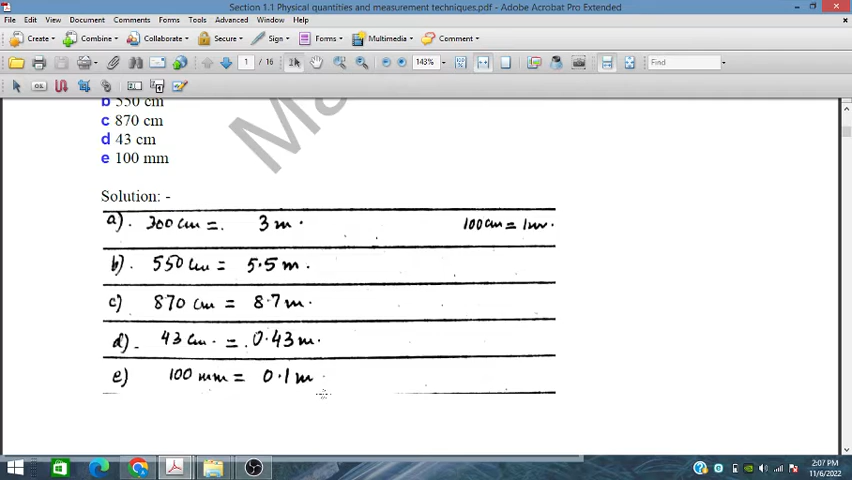 Section 1.1 Physical quantities and measurement techniques.pdf - Adobe Acrobat Pro Extended
File Edit View Document Comments Forms Tools Advanced Window Help
Create Combine Collaborate Secure Sign Forms Multimedia Comment
1 / 16 143% Find
b 550 cm
c 870 cm
d 43 cm
e 100 mm
Solution: -
a). 300 cm = . 3 m . 100 cm = 1 m .
b). 550 cm = 5.5 m .
c) 870 cm = 8.7 m .
d). 43 cm . = . 0.43 m .
e) 100 mm = 0.1 m
2:07 PM
11/6/2022